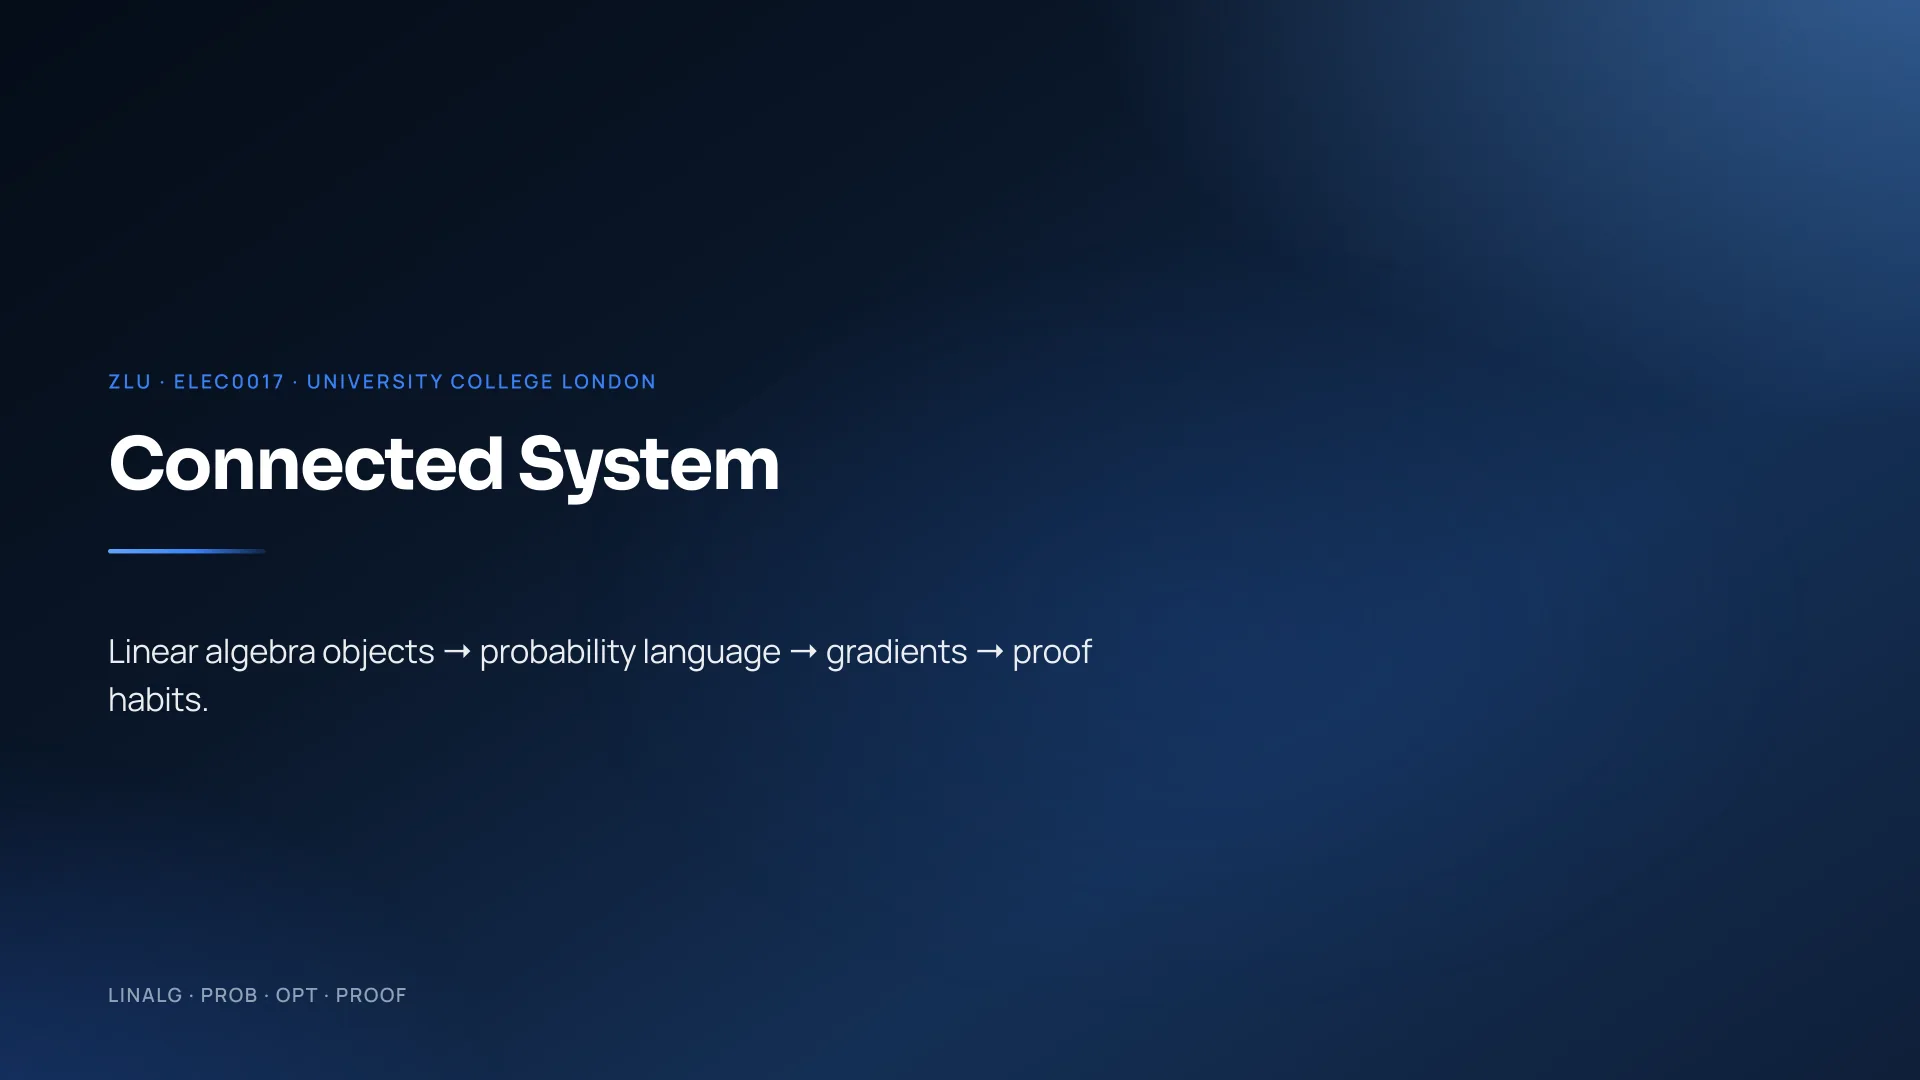 ZLU · ELEC0017 · UNIVERSITY COLLEGE LONDON
Connected System
Linear algebra objects → probability language → gradients → proof
habits.
LINALG · PROB · OPT · PROOF